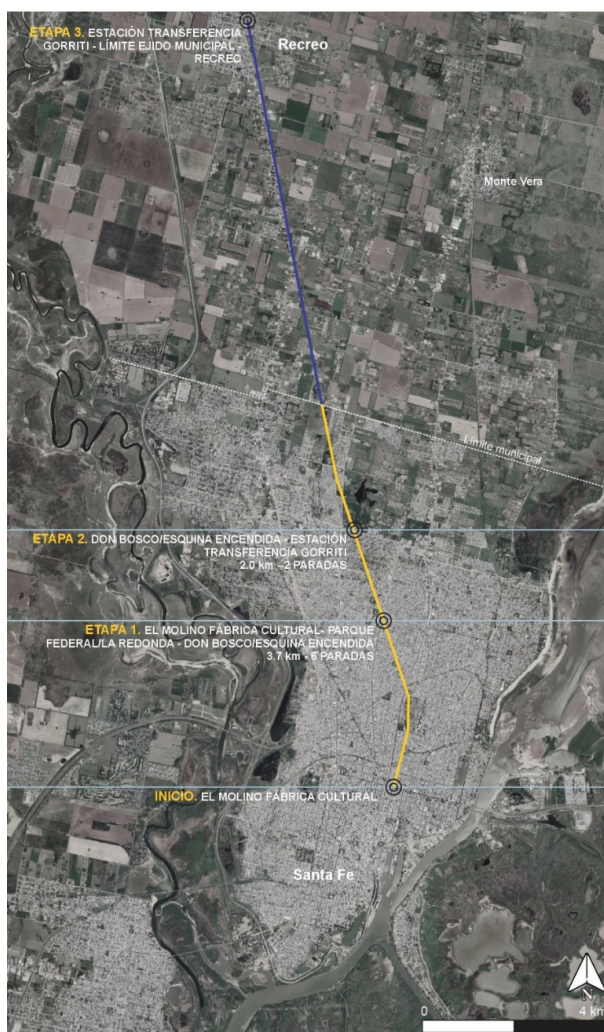 ETAPA 3. ESTACIÓN TRANSFERENCIA
GORRITI - LÍMITE EJIDO MUNICIPAL -
RECREO
Recreo
Monte Vera
Límite municipal
ETAPA 2. DON BOSCO/ESQUINA ENCENDIDA - ESTACIÓN
TRANSFERENCIA GORRITI
2.0 km - 2 PARADAS
ETAPA 1. EL MOLINO FÁBRICA CULTURAL- PARQUE
FEDERAL/LA REDONDA - DON BOSCO/ESQUINA ENCENDIDA
3.7 km - 6 PARADAS
INICIO. EL MOLINO FÁBRICA CULTURAL
Santa Fe
N
0 4 km